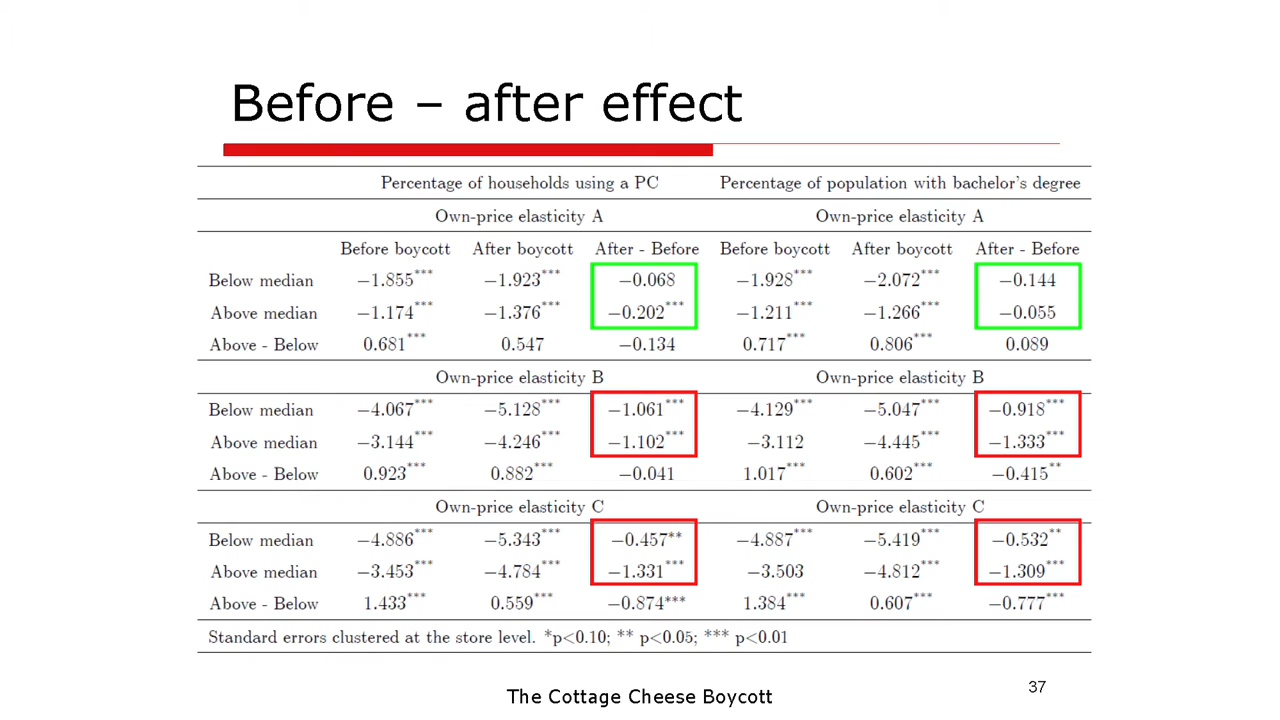 Before – after effect
Percentage of households using a PC Percentage of population with bachelor's degree
Own-price elasticity A Own-price elasticity A
Before boycott After boycott After - Before Before boycott After boycott After - Before
Below median −1.855*** −1.923*** −0.068 −1.928*** −2.072*** −0.144
Above median −1.174*** −1.376*** −0.202*** −1.211*** −1.266*** −0.055
Above - Below 0.681*** 0.547 −0.134 0.717*** 0.806*** 0.089
Own-price elasticity B Own-price elasticity B
Below median −4.067*** −5.128*** −1.061*** −4.129*** −5.047*** −0.918***
Above median −3.144*** −4.246*** −1.102*** −3.112 −4.445*** −1.333***
Above - Below 0.923*** 0.882*** −0.041 1.017*** 0.602*** −0.415**
Own-price elasticity C Own-price elasticity C
Below median −4.886*** −5.343*** −0.457** −4.887*** −5.419*** −0.532**
Above median −3.453*** −4.784*** −1.331*** −3.503 −4.812*** −1.309***
Above - Below 1.433*** 0.559*** −0.874*** 1.384*** 0.607*** −0.777***
Standard errors clustered at the store level. *p<0.10; ** p<0.05; *** p<0.01
The Cottage Cheese Boycott
37